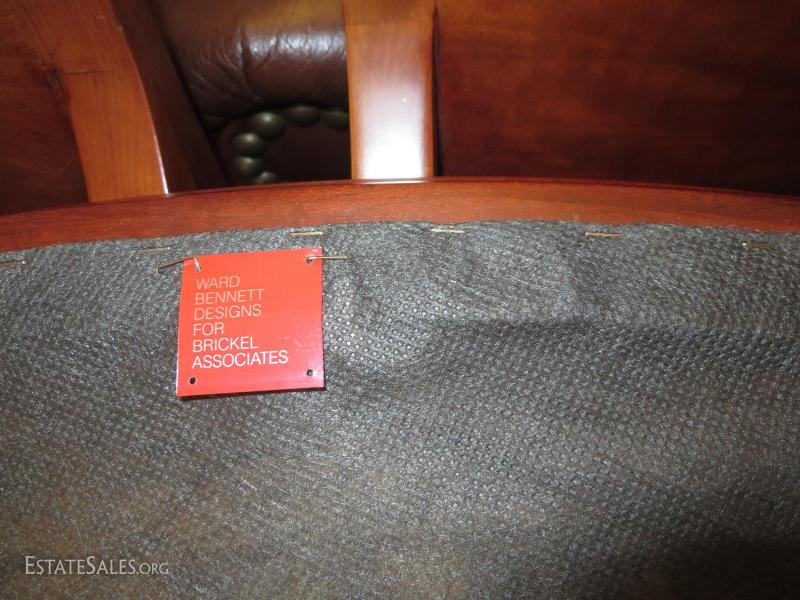 WARD
BENNETT
DESIGNS
FOR
BRICKEL
ASSOCIATES
ESTATESALES.ORG